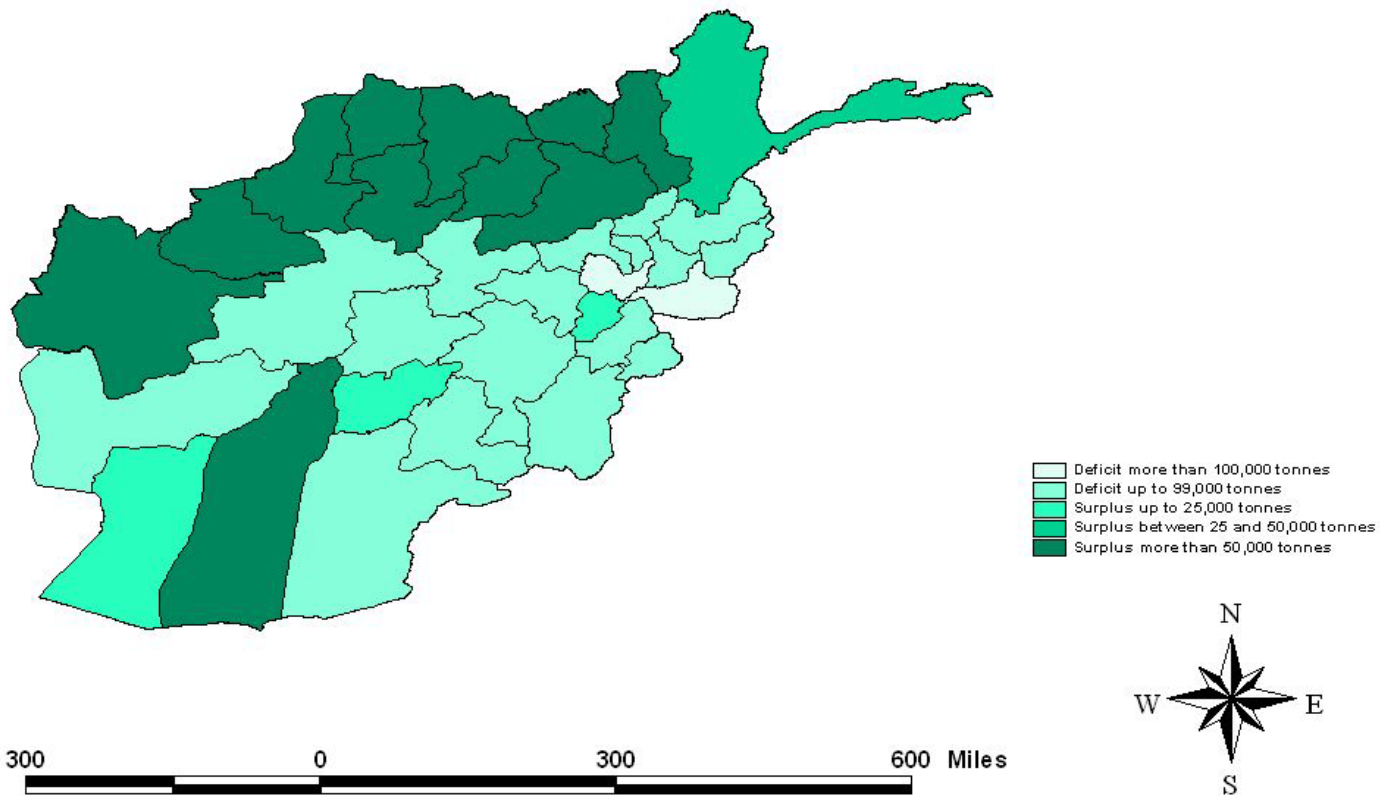 Deficit more than 100,000 tonnes
Deficit up to 99,000 tonnes
Surplus up to 25,000 tonnes
Surplus between 25 and 50,000 tonnes
Surplus more than 50,000 tonnes
N
W E
S
300 0 300 600 Miles